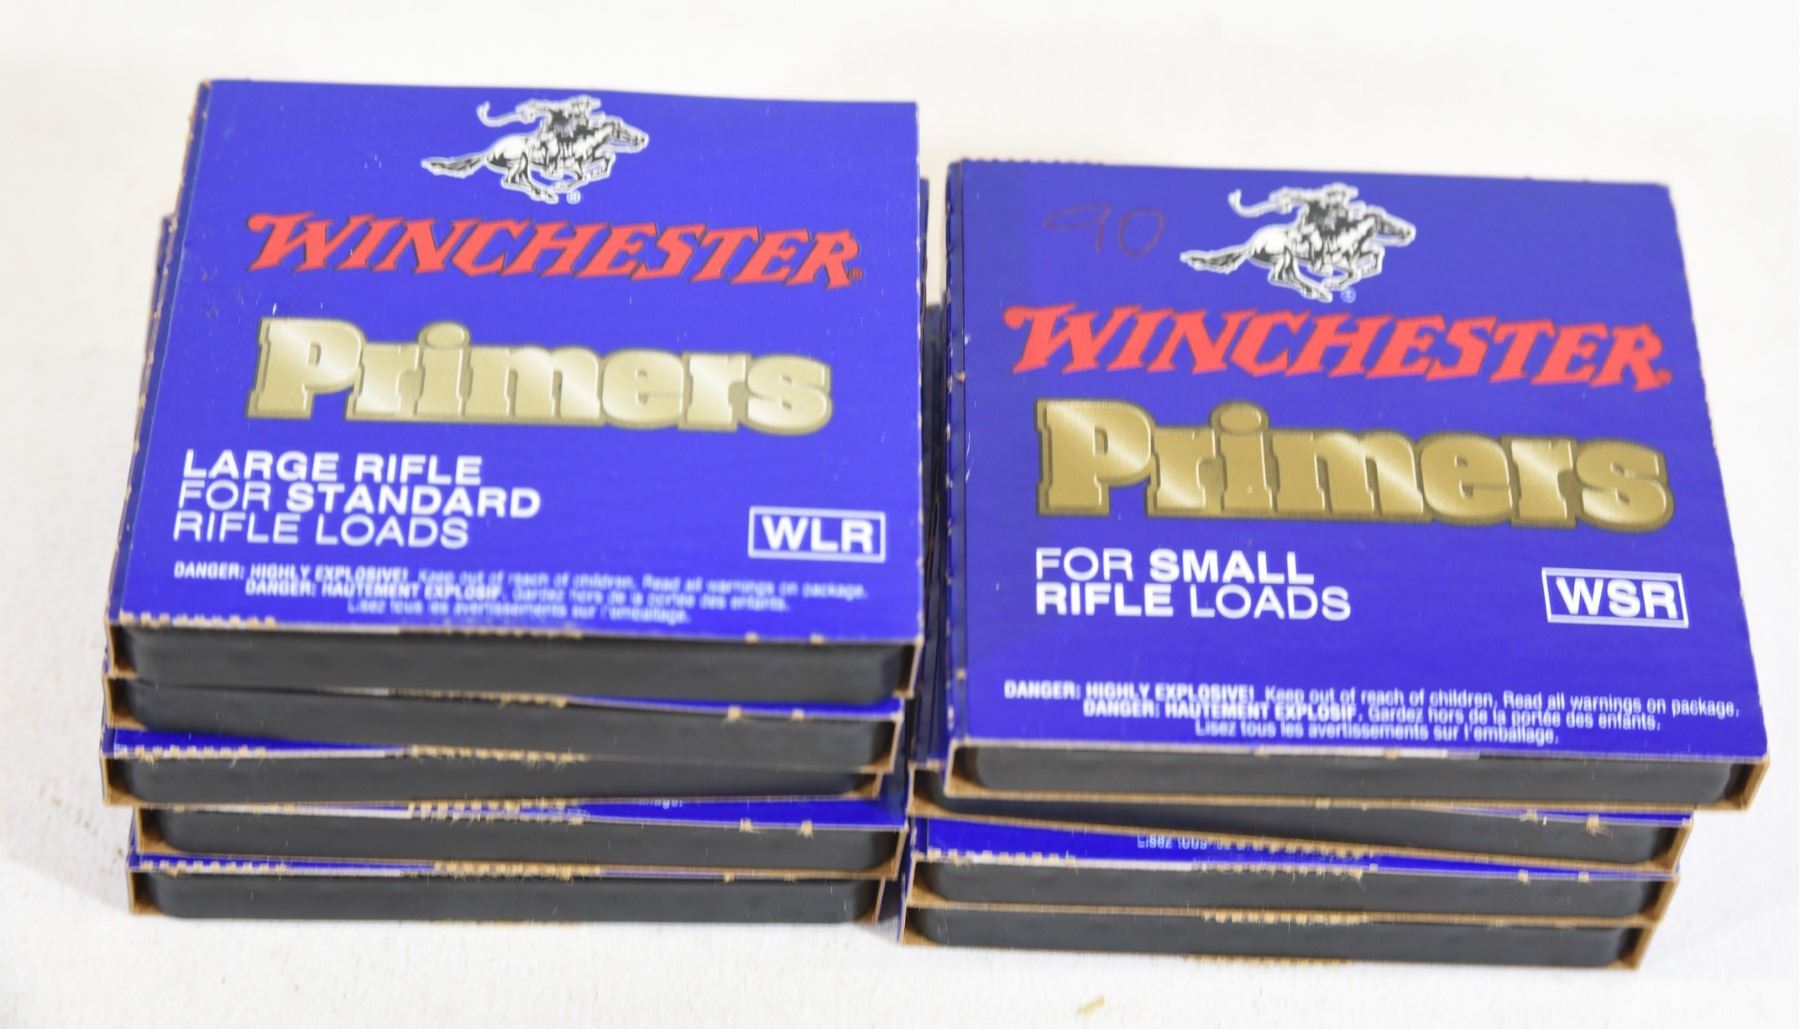 WINCHESTER®
Primers
LARGE RIFLE
FOR STANDARD
RIFLE LOADS
WLR
DANGER: HIGHLY EXPLOSIVE! Keep out of reach of children. Read all warnings on package.
DANGER: HAUTEMENT EXPLOSIF. Gardez hors de la portée des enfants.
Lisez tous les avertissements sur l'emballage.
90
WINCHESTER
Primers
FOR SMALL
RIFLE LOADS
WSR
DANGER: HIGHLY EXPLOSIVE! Keep out of reach of children. Read all warnings on package.
DANGER: HAUTEMENT EXPLOSIF. Gardez hors de la portée des enfants.
Lisez tous les avertissements sur l'emballage.
Lisez tous